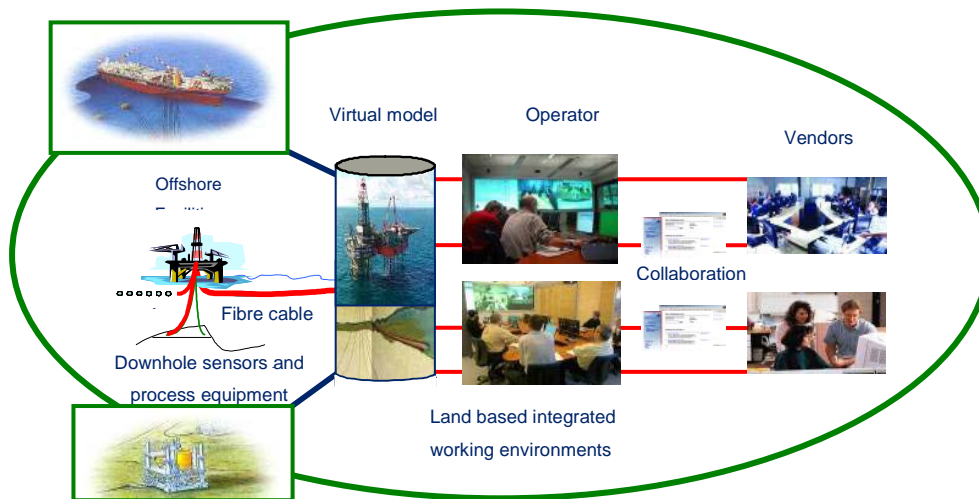 Virtual model
Operator
Vendors
Offshore
Collaboration
Fibre cable
Downhole sensors and
process equipment
Land based integrated
working environments